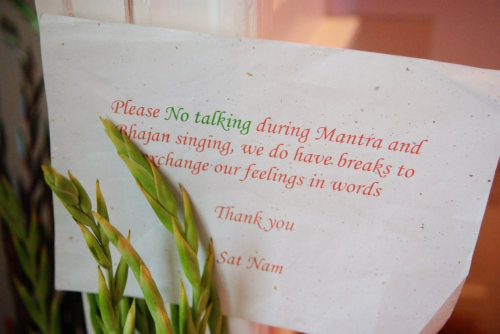 Please No talking during Mantra and
Bhajan singing, we do have breaks to
exchange our feelings in words
Thank you
Sat Nam